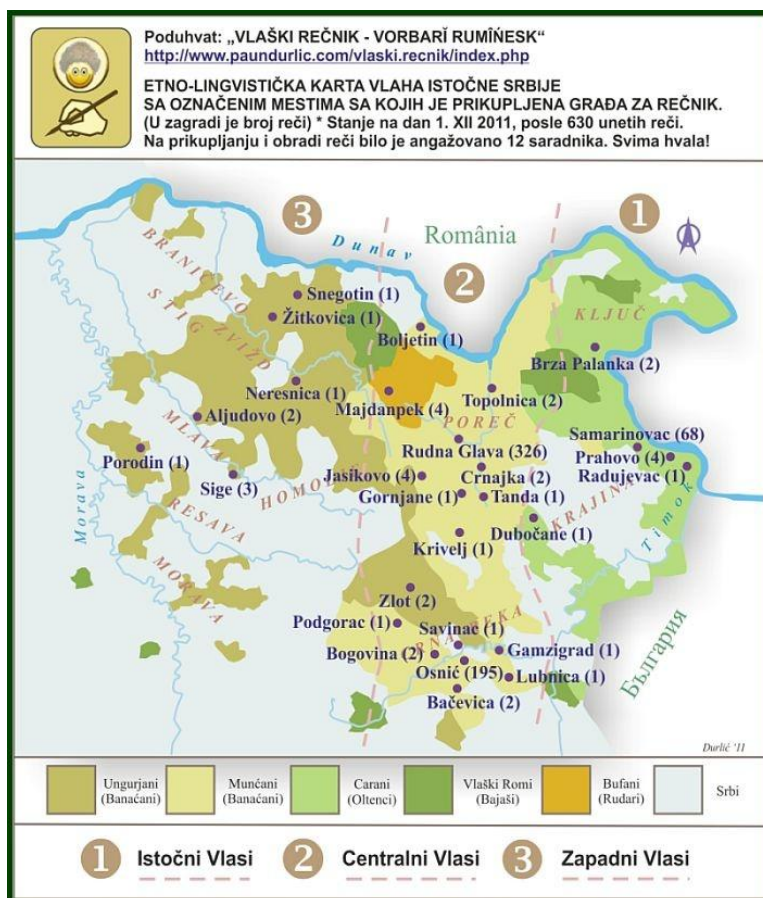 Poduhvat: „VLAŠKI REČNIK - VORBARĬ RUMÎŃESK“
http://www.paundurlic.com/vlaski.recnik/index.php
ETNO-LINGVISTIČKA KARTA VLAHA ISTOČNE SRBIJE
SA OZNAČENIM MESTIMA SA KOJIH JE PRIKUPLJENA GRAĐA ZA REČNIK.
(U zagradi je broj reči) * Stanje na dan 1. XII 2011, posle 630 unetih reči.
Na prikupljanju i obradi reči bilo je angažovano 12 saradnika. Svima hvala!
3
1
Dunav
România
2
BRANIČEVO
STIG
ZVIŽD
KLJUČ
Snegotin (1)
Žitkovica (1)
Boljetin (1)
Brza Palanka (2)
Neresnica (1)
Majdanpek (4)
Topolnica (2)
Aljudovo (2)
POREČ
MLAVA
Porodin (1)
Sige (3)
HOMOLJE
Rudna Glava (326)
Samarinovac (68)
Prahovo (4)
Radujevac (1)
Jasikovo (4)
Crnajka (2)
Gornjane (1)
Tanda (1)
KRAJINA
Timok
Morava
RESAVA
Dubočane (1)
Krivelj (1)
MORAVA
Zlot (2)
Podgorac (1)
Savinac (1)
RNA REKA
Bogovina (2)
Gamzigrad (1)
Osnić (195)
Lubnica (1)
Bačevica (2)
България
Durlić '11
Ungurjani
(Banaćani)
Munćani
(Banaćani)
Carani
(Oltenci)
Vlaški Romi
(Bajaši)
Bufani
(Rudari)
Srbi
1 Istočni Vlasi
2 Centralni Vlasi
3 Zapadni Vlasi